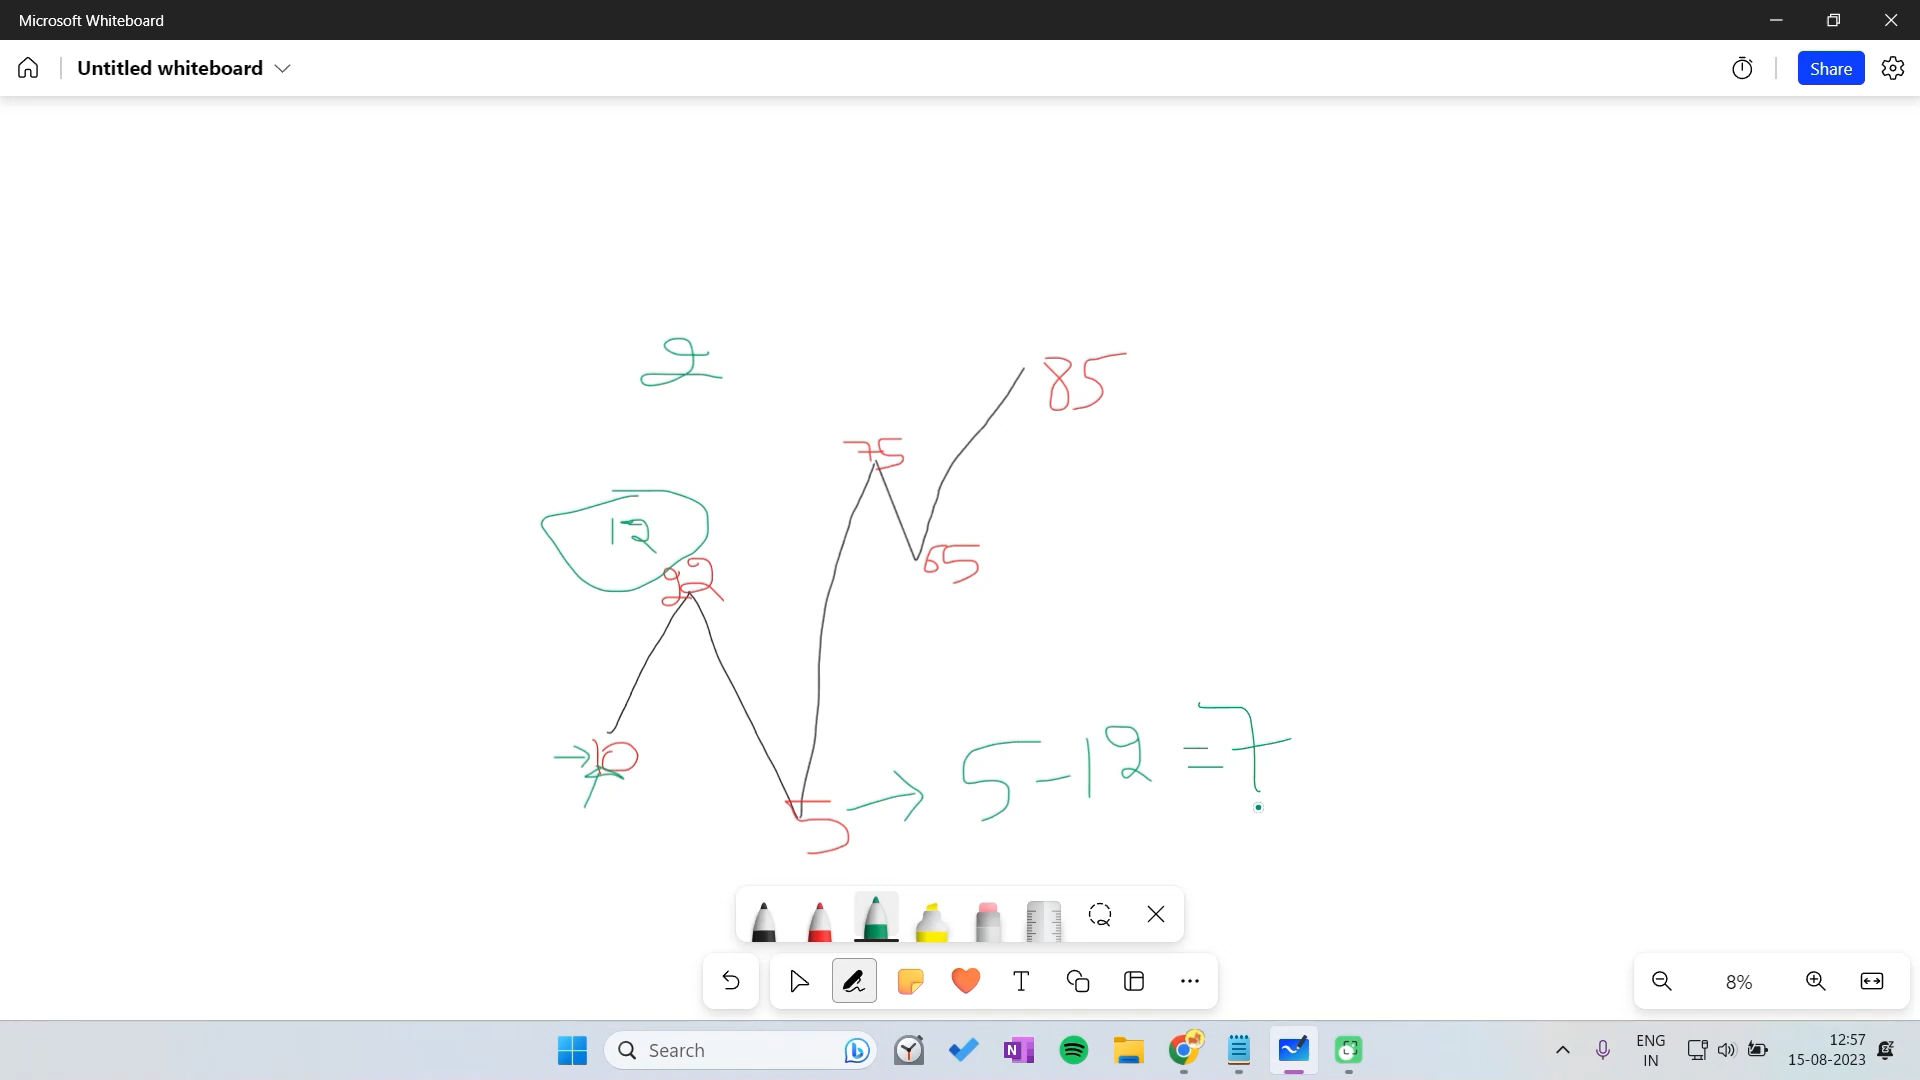 Microsoft Whiteboard
Untitled whiteboard
Share
2
85
75
12
65
22
10
5
5-12 =7
8%
Search
ENG
IN
12:57
15-08-2023